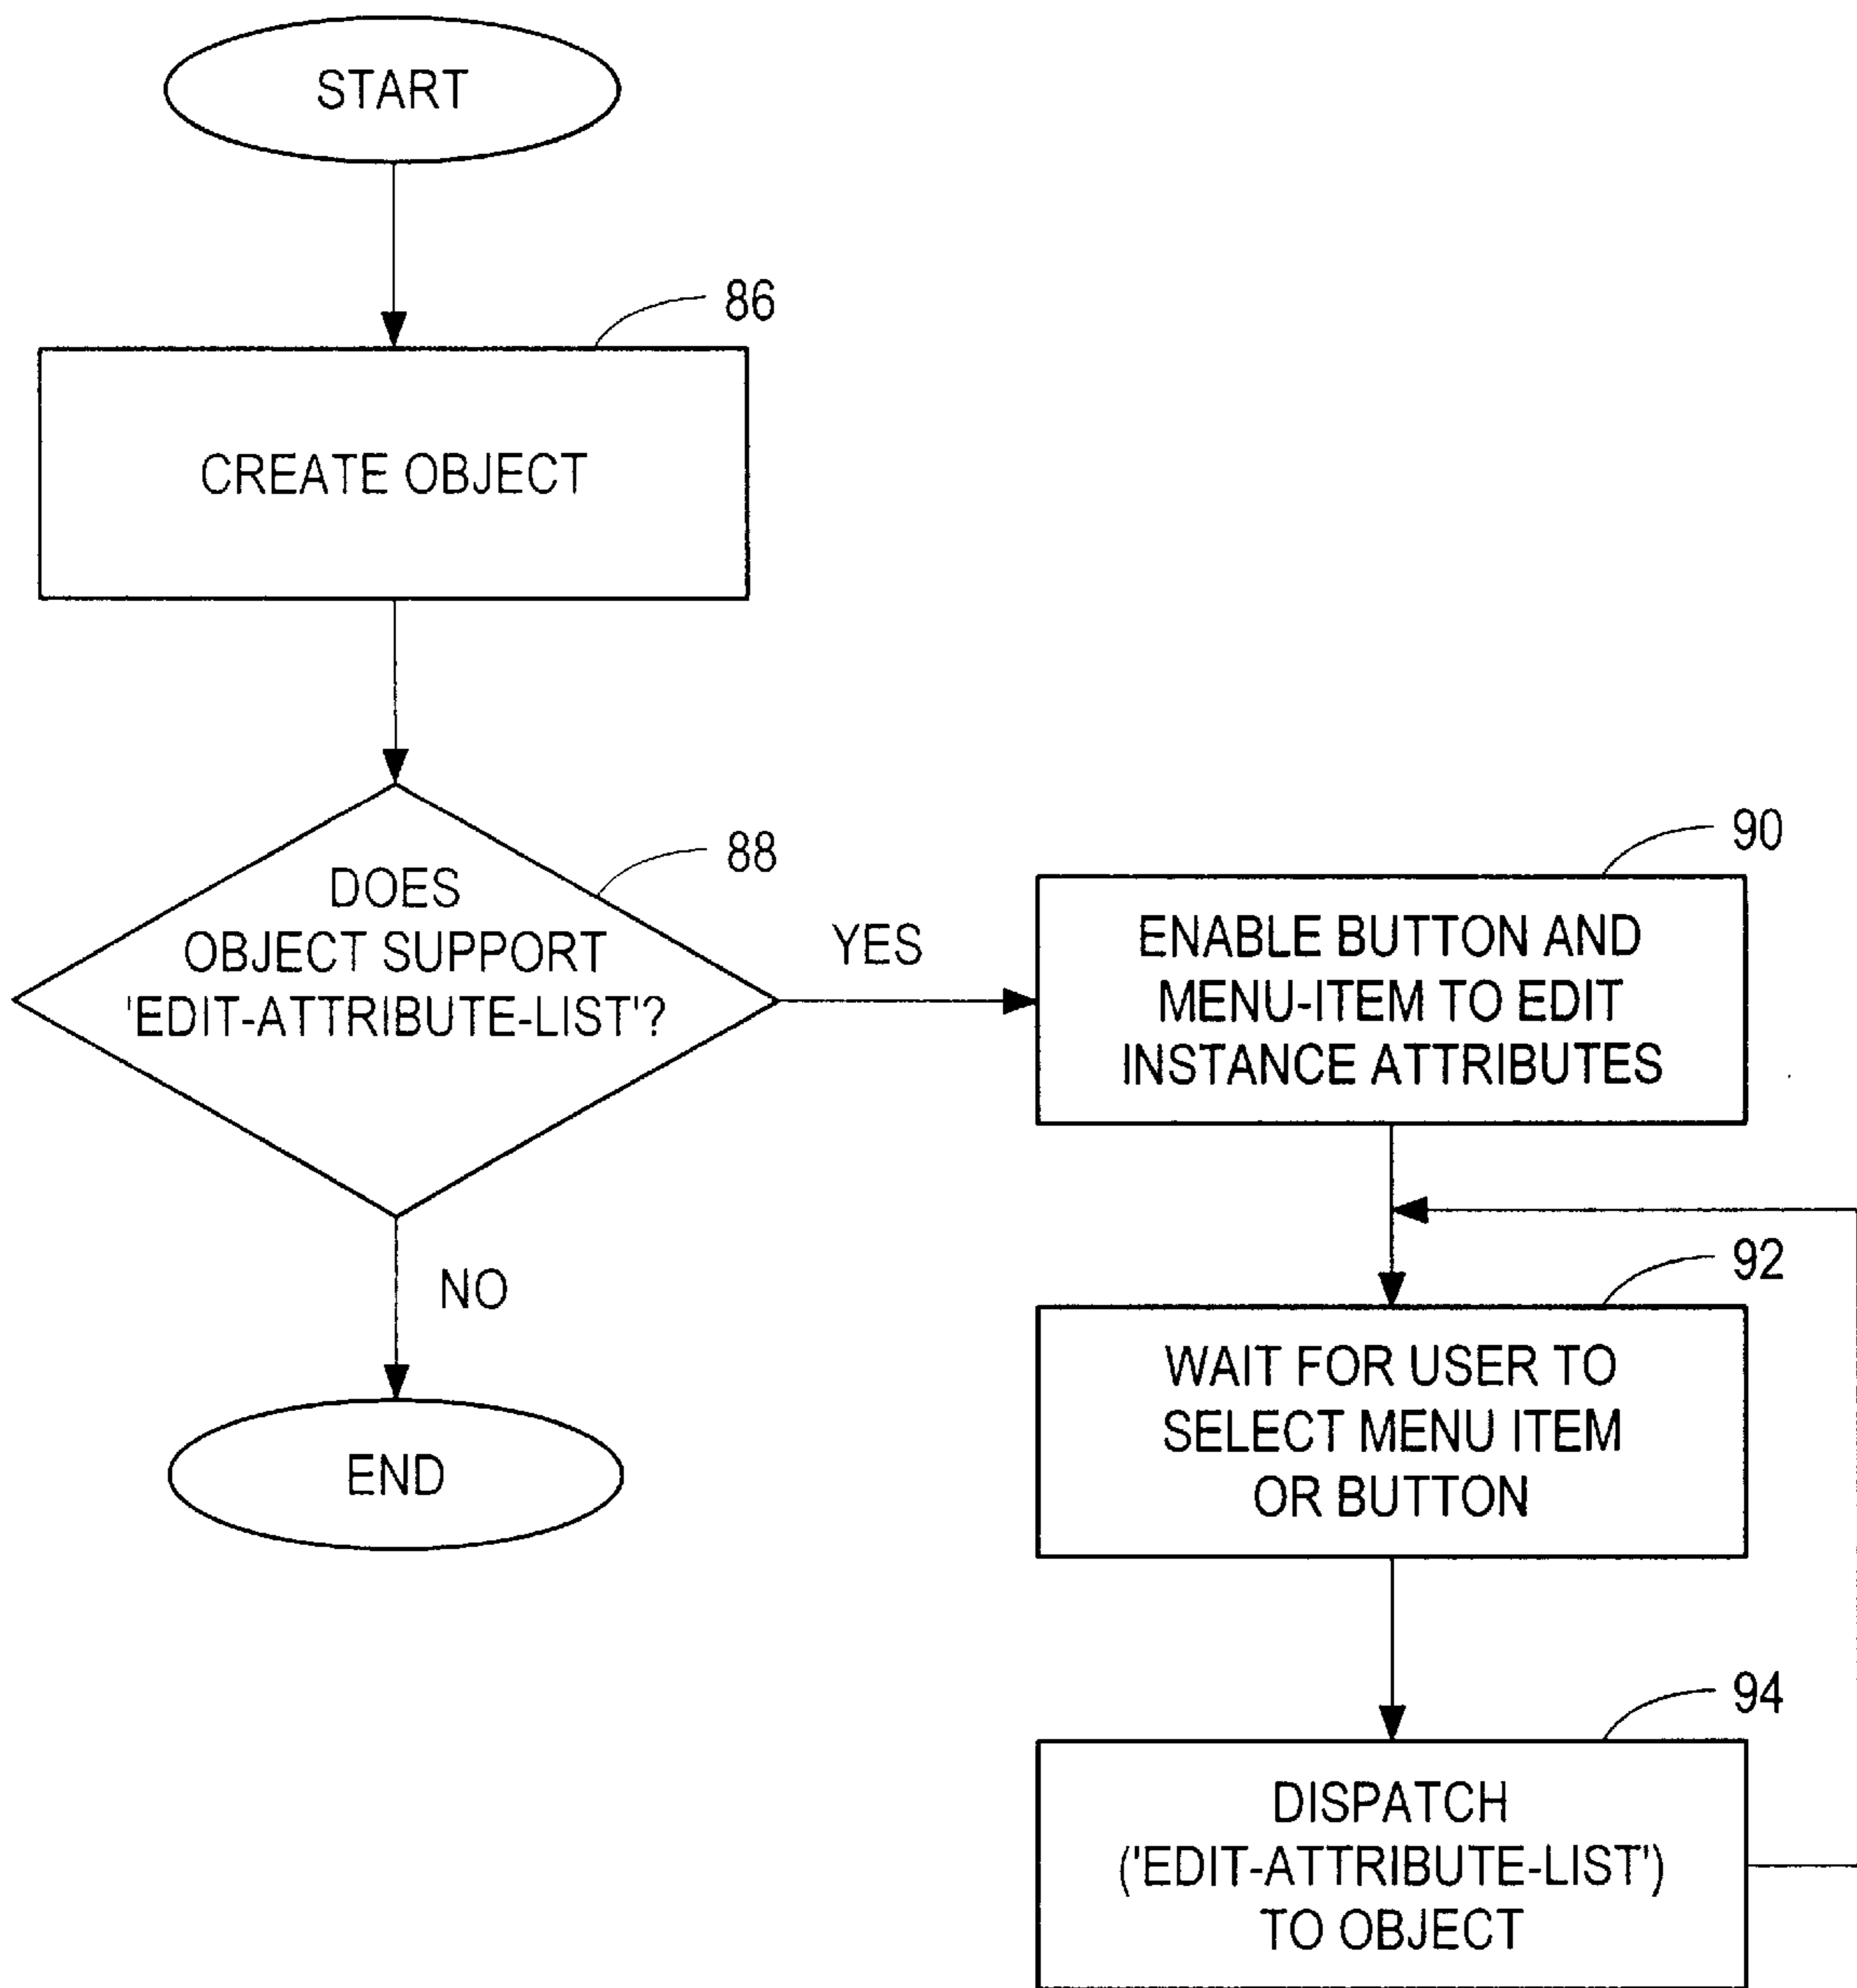 START
86
CREATE OBJECT
88
DOES
OBJECT SUPPORT
'EDIT-ATTRIBUTE-LIST'?
YES
NO
END
90
ENABLE BUTTON AND
MENU-ITEM TO EDIT
INSTANCE ATTRIBUTES
92
WAIT FOR USER TO
SELECT MENU ITEM
OR BUTTON
94
DISPATCH
('EDIT-ATTRIBUTE-LIST')
TO OBJECT